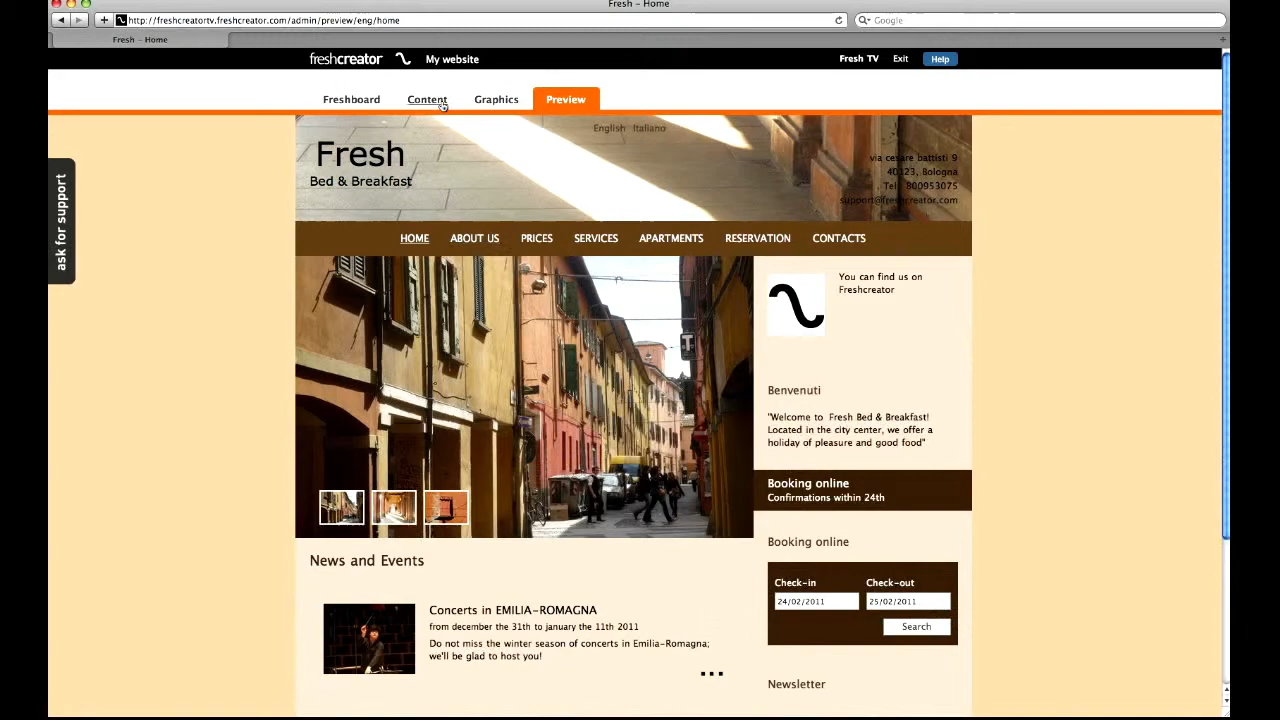 Fresh - Home
http://freshcreatortv.freshcreator.com/admin/preview/eng/home
Google
Fresh - Home
freshcreator
My website
Fresh TV
Exit
Help
Freshboard
Content
Graphics
Preview
ask for support
English Italiano
Fresh
Bed & Breakfast
via cesare battisti 9
40123, Bologna
Tel 800953075
support@freshcreator.com
HOME
ABOUT US
PRICES
SERVICES
APARTMENTS
RESERVATION
CONTACTS
T
You can find us on
Freshcreator
Benvenuti
"Welcome to Fresh Bed & Breakfast!
Located in the city center, we offer a
holiday of pleasure and good food"
Booking online
Confirmations within 24th
Booking online
Check-in
Check-out
24/02/2011
25/02/2011
Search
News and Events
Concerts in EMILIA-ROMAGNA
from december the 31th to january the 11th 2011
Do not miss the winter season of concerts in Emilia-Romagna;
we'll be glad to host you!
...
Newsletter